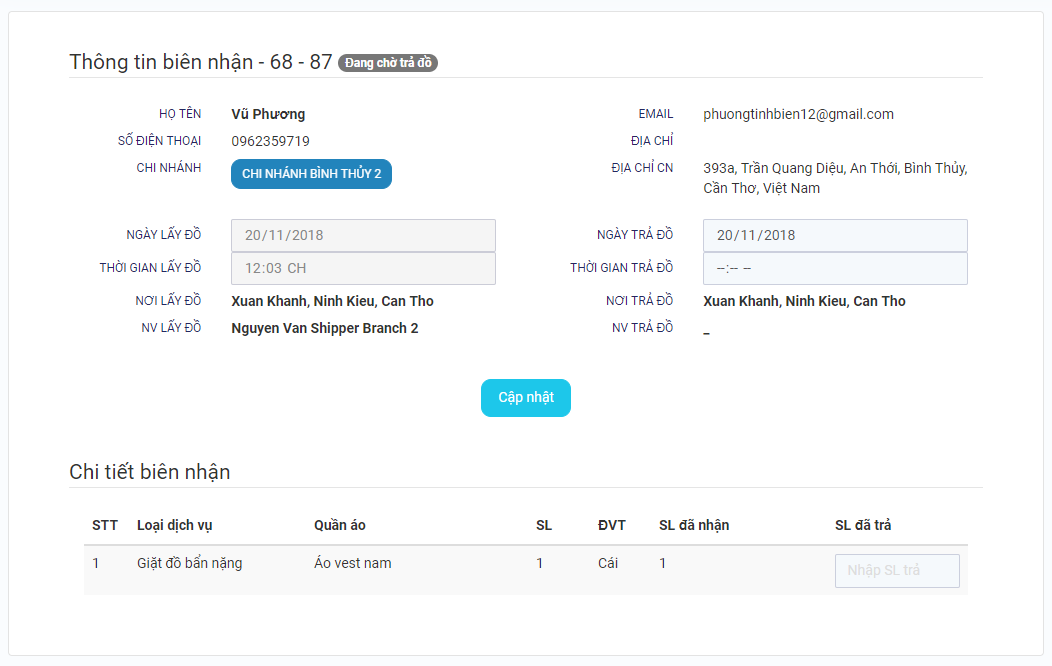 Thông tin biên nhận - 68 - 87 Đang chờ trả đồ
HỌ TÊN Vũ Phương EMAIL phuongtinhbien12@gmail.com
SỐ ĐIỆN THOẠI 0962359719 ĐỊA CHỈ
CHI NHÁNH CHI NHÁNH BÌNH THỦY 2 ĐỊA CHỈ CN 393a, Trần Quang Diệu, An Thới, Bình Thủy,
Cần Thơ, Việt Nam
NGÀY LẤY ĐỒ 20/11/2018 NGÀY TRẢ ĐỒ 20/11/2018
THỜI GIAN LẤY ĐỒ 12:03 CH THỜI GIAN TRẢ ĐỒ --:-- --
NƠI LẤY ĐỒ Xuan Khanh, Ninh Kieu, Can Tho NƠI TRẢ ĐỒ Xuan Khanh, Ninh Kieu, Can Tho
NV LẤY ĐỒ Nguyen Van Shipper Branch 2 NV TRẢ ĐỒ _
Cập nhật
Chi tiết biên nhận
STT Loại dịch vụ Quần áo SL ĐVT SL đã nhận SL đã trả
1 Giặt đồ bẩn nặng Áo vest nam 1 Cái 1 Nhập SL trả